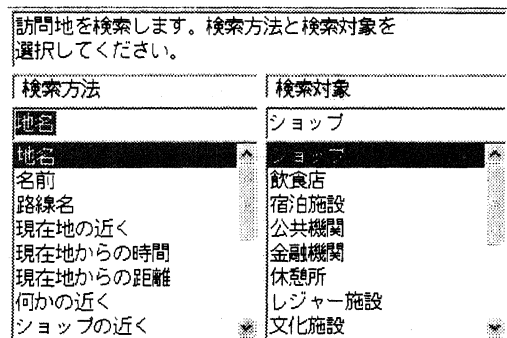 訪問地を検索します。検索方法と検索対象を
選択してください。
検索方法
地名
地名
名前
路線名
現在地の近く
現在地からの時間
現在地からの距離
何かの近く
ショップの近く
検索対象
ショップ
ショップ
飲食店
宿泊施設
公共機関
金融機関
休憩所
レジャー施設
文化施設